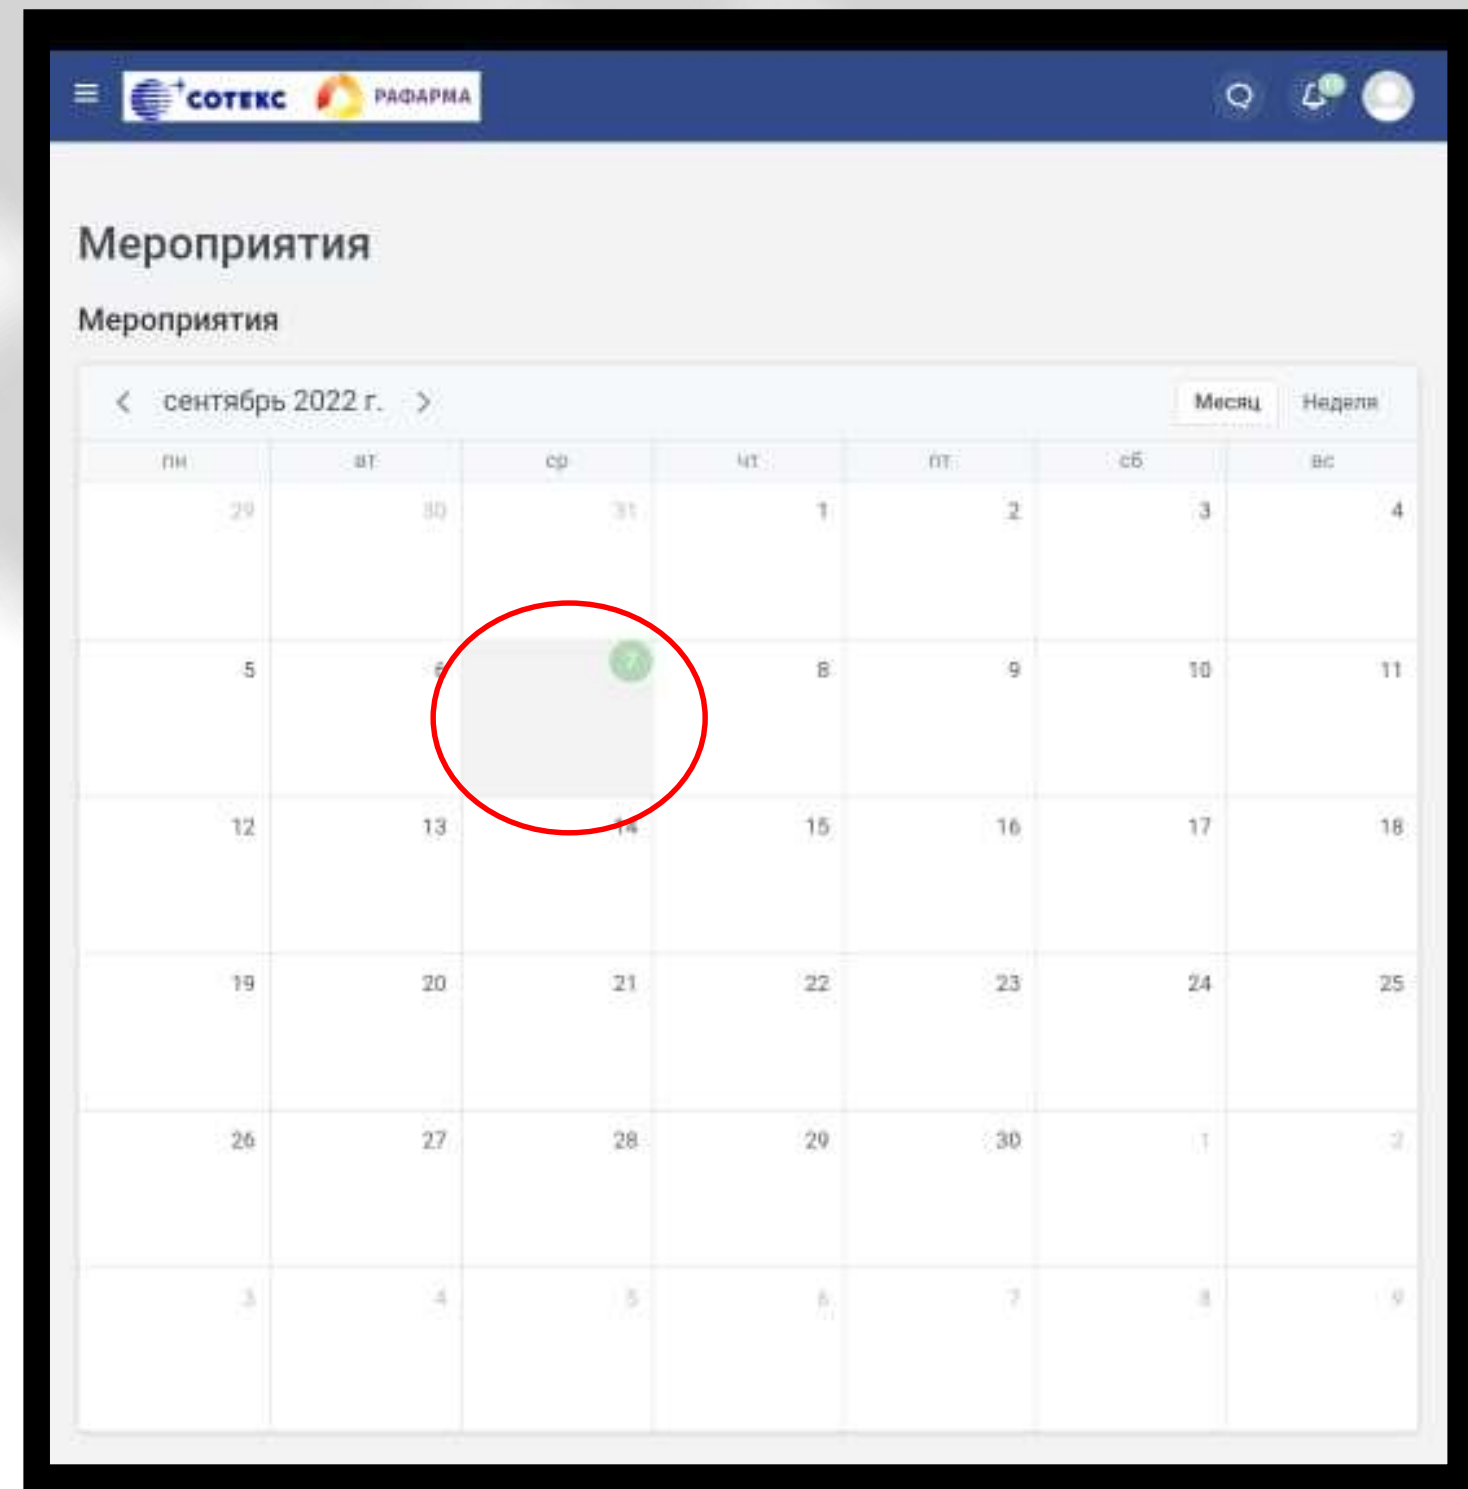 СОТЕКС РАФАРМА
Мероприятия
Мероприятия
сентябрь 2022 г. Месяц Неделя
пн вт ср чт пт сб вс
29 30 31 1 2 3 4
5 6 7 8 9 10 11
12 13 14 15 16 17 18
19 20 21 22 23 24 25
26 27 28 29 30 1 2
3 4 5 6 7 8 9